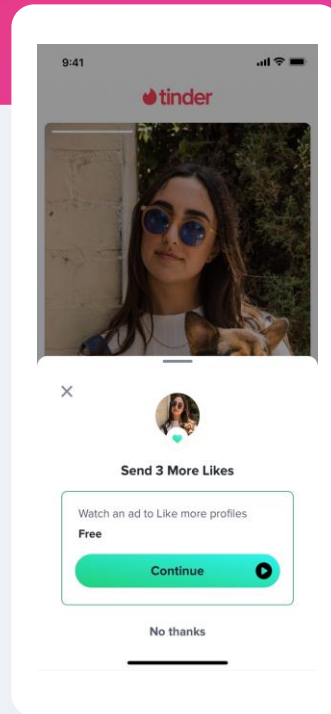 9:41
tinder
Send 3 More Likes
Watch an ad to Like more profiles
Free
Continue
No thanks